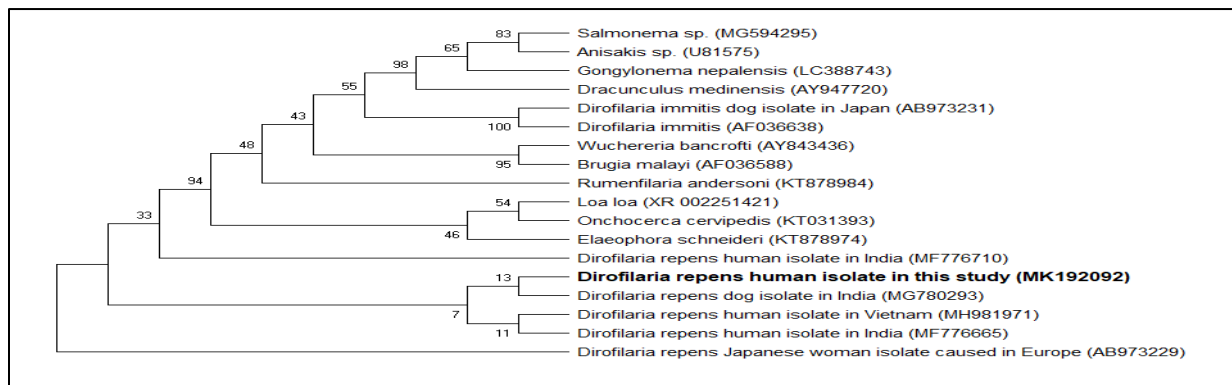 83
Salmonema sp. (MG594295)
65
Anisakis sp. (U81575)
98
Gongylonema nepalensis (LC388743)
55
Dracunculus medinensis (AY947720)
43
Dirofilaria immitis dog isolate in Japan (AB973231)
100
Dirofilaria immitis (AF036638)
48
Wuchereria bancrofti (AY843436)
95
Brugia malayi (AF036588)
94
Rumenfilaria andersoni (KT878984)
54
Loa loa (XR 002251421)
33
Onchocerca cervipedis (KT031393)
46
Elaeophora schneideri (KT878974)
Dirofilaria repens human isolate in India (MF776710)
13
Dirofilaria repens human isolate in this study (MK192092)
Dirofilaria repens dog isolate in India (MG780293)
7
Dirofilaria repens human isolate in Vietnam (MH981971)
11
Dirofilaria repens human isolate in India (MF776665)
Dirofilaria repens Japanese woman isolate caused in Europe (AB973229)